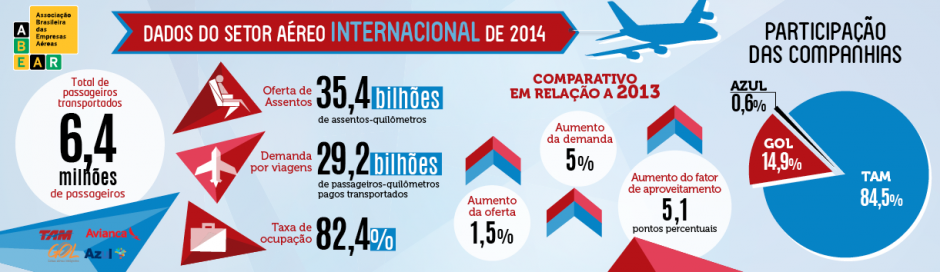 Associação
Brasileira
das
Empresas
Aéreas
A
B
E A R
DADOS DO SETOR AÉREO INTERNACIONAL DE 2014
Total de
passageiros
transportados
6,4
milhões
de passageiros
TAM
Avianca
GOL
Azul
Oferta de
Assentos
35,4 bilhões
de assentos-quilômetros
Demanda
por viagens
29,2 bilhões
de passageiros-quilômetros
pagos transportados
Taxa de
ocupação
82,4%
COMPARATIVO
EM RELAÇÃO A 2013
Aumento
da oferta
1,5%
Aumento
da demanda
5%
Aumento do fator
de aproveitamento
5,1
pontos percentuais
PARTICIPAÇÃO
DAS COMPANHIAS
AZUL
0,6%
GOL
14,9%
TAM
84,5%